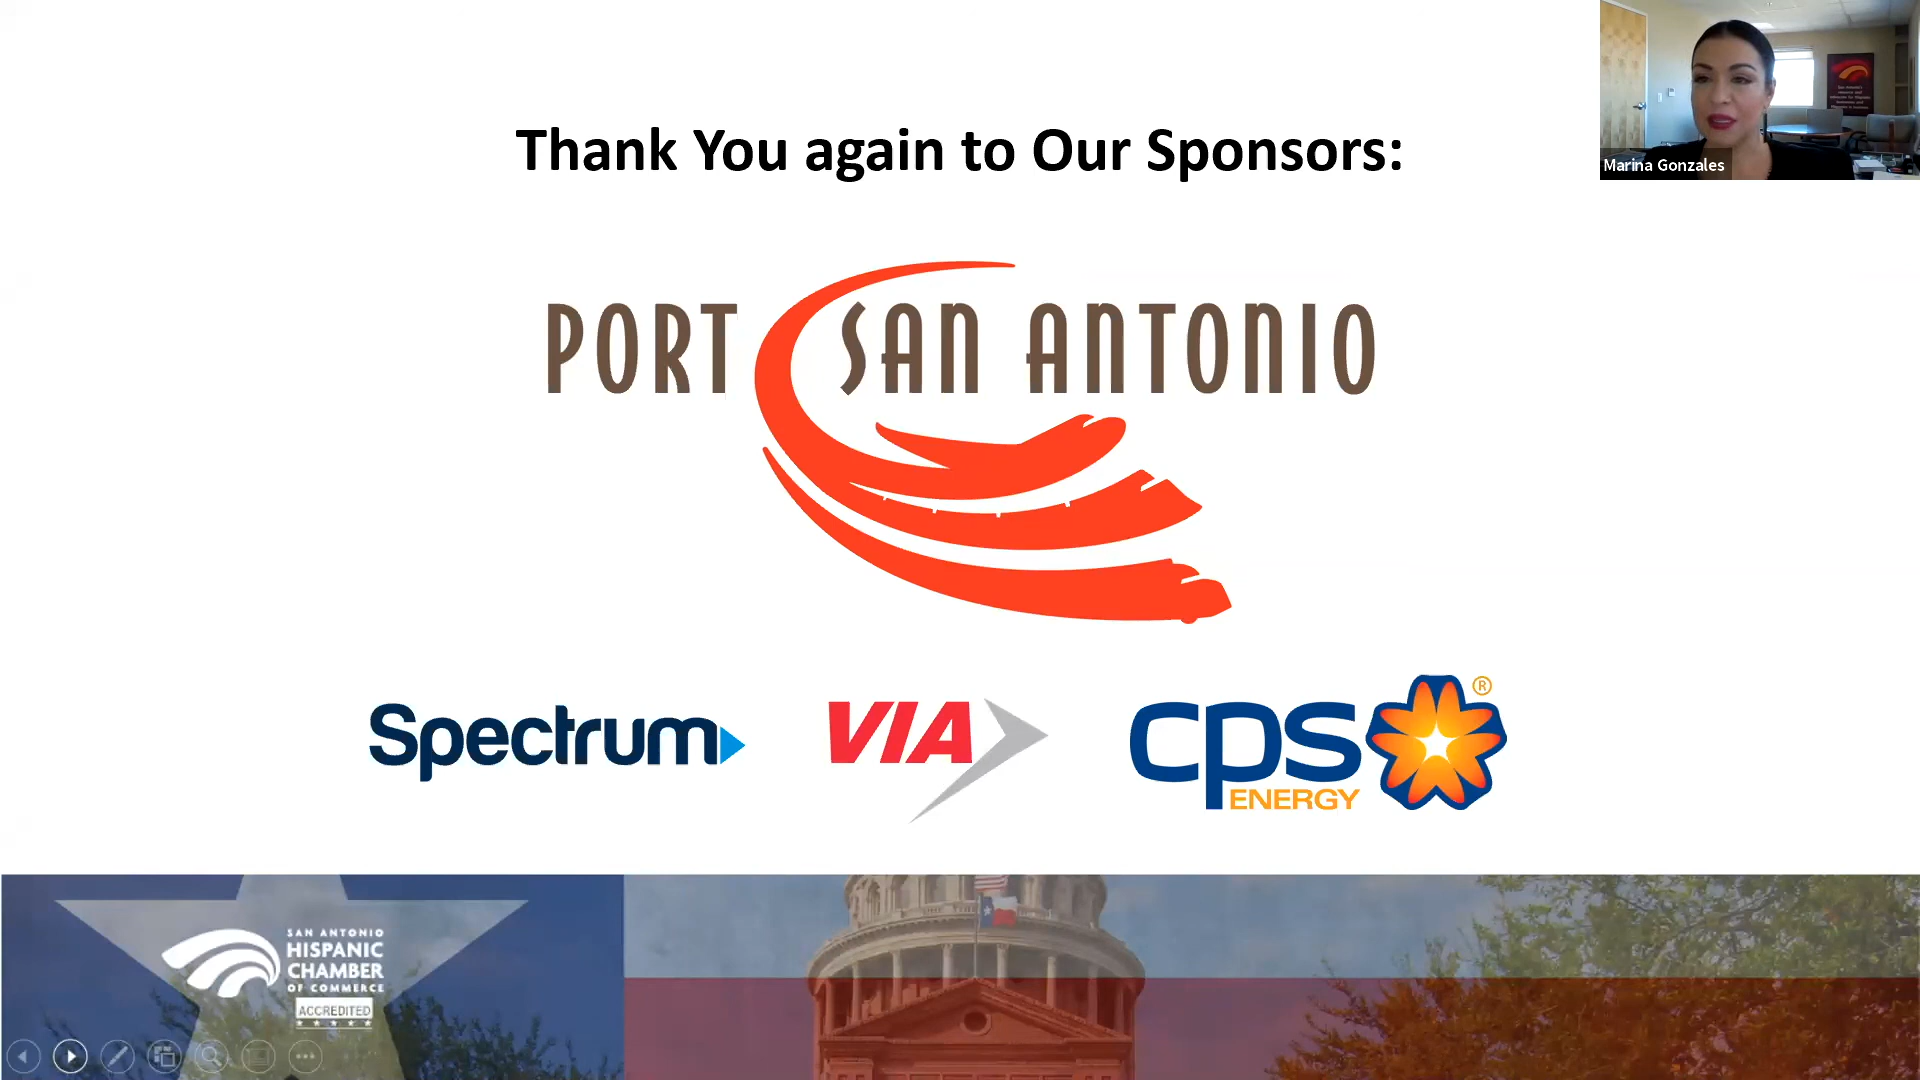 Thank You again to Our Sponsors:
Marina Gonzales
PORT SAN ANTONIO
Spectrum
VIA
cps
ENERGY
®
SAN ANTONIO
HISPANIC
CHAMBER
OF COMMERCE
ACCREDITED